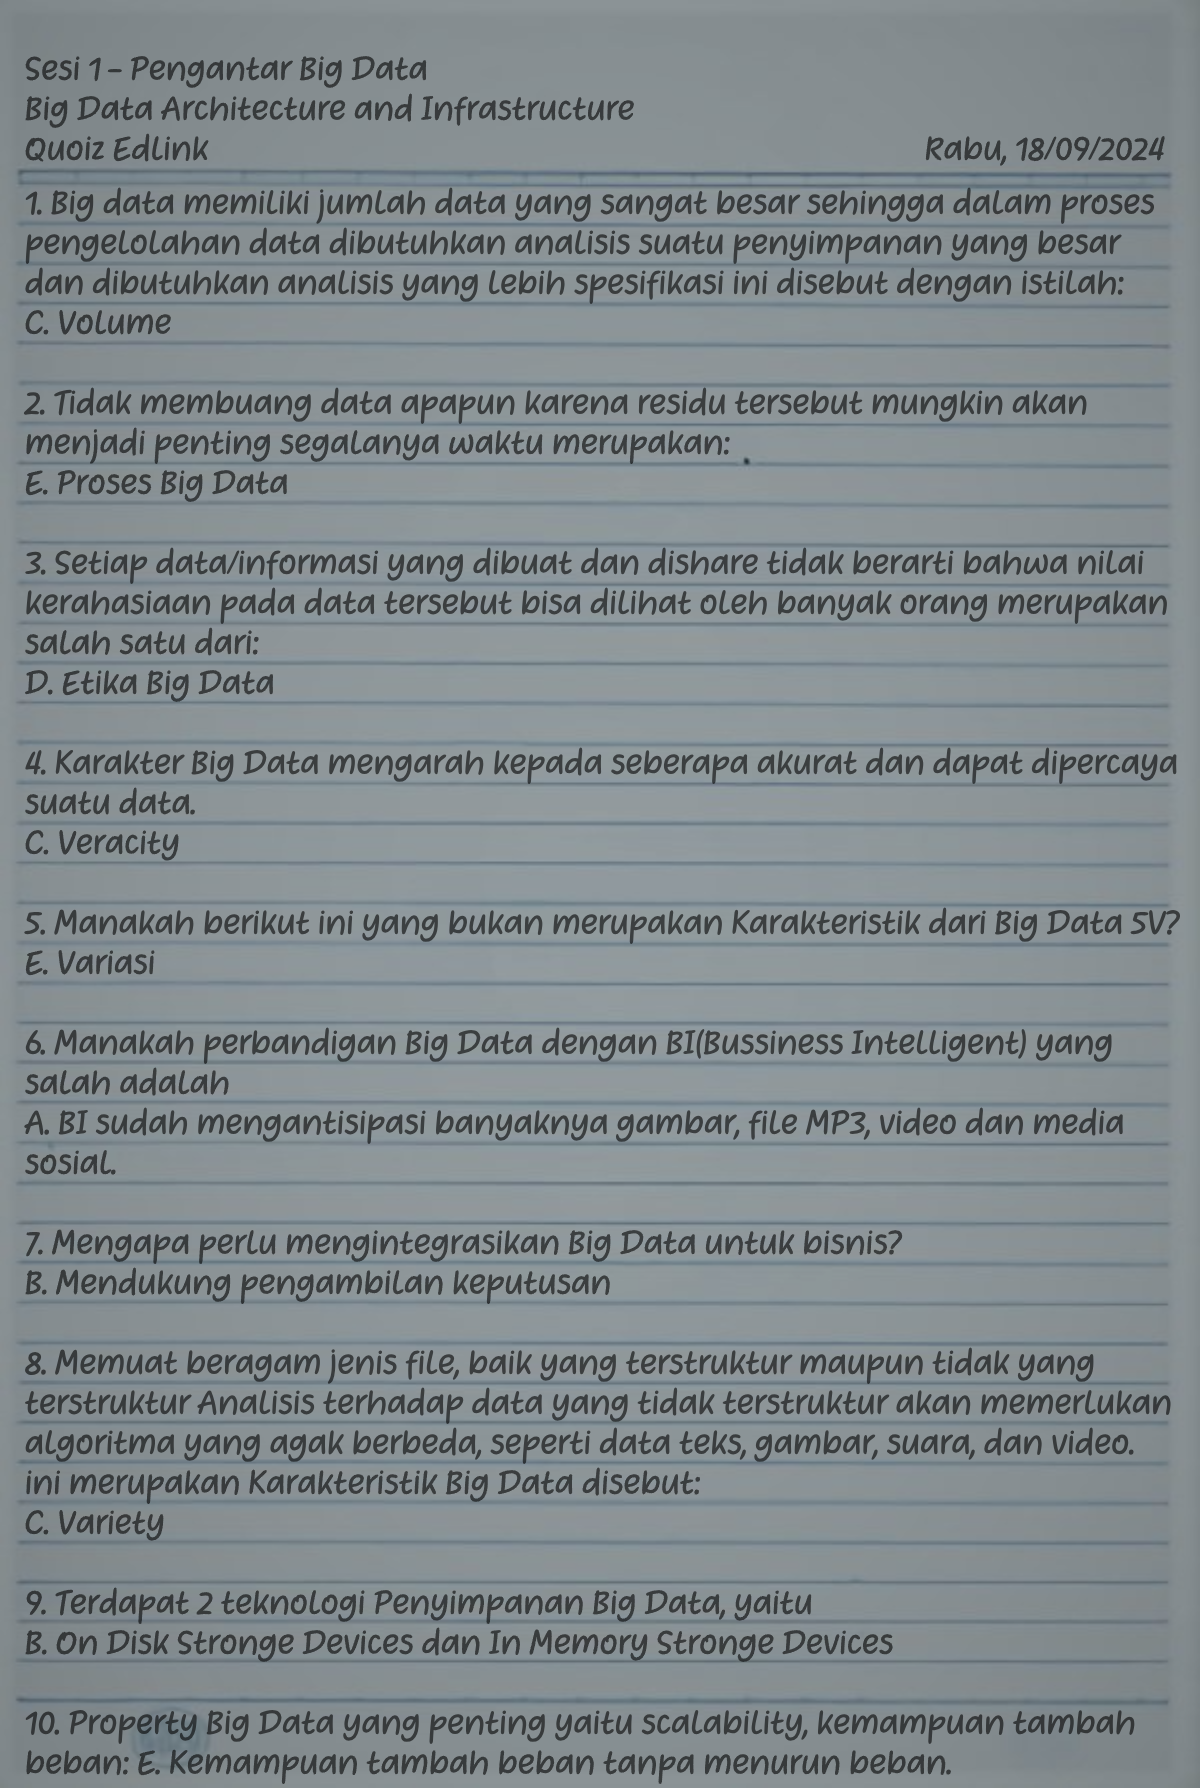 Sesi 1 - Pengantar Big Data
Big Data Architecture and Infrastructure
Quoiz Edlink Rabu, 18/09/2024
1. Big data memiliki jumlah data yang sangat besar sehingga dalam proses
pengelolahan data dibutuhkan analisis suatu penyimpanan yang besar
dan dibutuhkan analisis yang lebih spesifikasi ini disebut dengan istilah:
C. Volume
2. Tidak membuang data apapun karena residu tersebut mungkin akan
menjadi penting segalanya waktu merupakan:
E. Proses Big Data
3. Setiap data/informasi yang dibuat dan dishare tidak berarti bahwa nilai
kerahasiaan pada data tersebut bisa dilihat oleh banyak orang merupakan
salah satu dari:
D. Etika Big Data
4. Karakter Big Data mengarah kepada seberapa akurat dan dapat dipercaya
suatu data.
C. Veracity
5. Manakah berikut ini yang bukan merupakan Karakteristik dari Big Data 5V?
E. Variasi
6. Manakah perbandigan Big Data dengan BI(Bussiness Intelligent) yang
salah adalah
A. BI sudah mengantisipasi banyaknya gambar, file MP3, video dan media
sosial.
7. Mengapa perlu mengintegrasikan Big Data untuk bisnis?
B. Mendukung pengambilan keputusan
8. Memuat beragam jenis file, baik yang terstruktur maupun tidak yang
terstruktur Analisis terhadap data yang tidak terstruktur akan memerlukan
algoritma yang agak berbeda, seperti data teks, gambar, suara, dan video.
ini merupakan Karakteristik Big Data disebut:
C. Variety
9. Terdapat 2 teknologi Penyimpanan Big Data, yaitu
B. On Disk Stronge Devices dan In Memory Stronge Devices
10. Property Big Data yang penting yaitu scalability, kemampuan tambah
beban: E. Kemampuan tambah beban tanpa menurun beban.